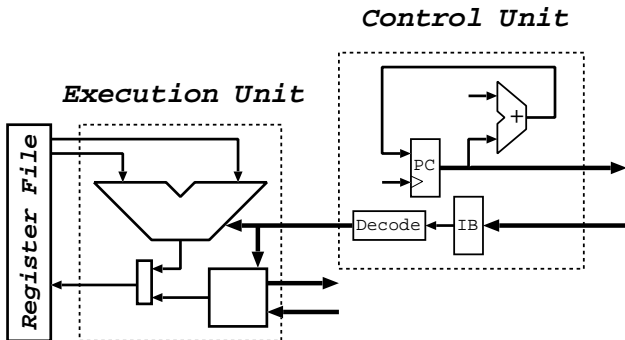 Control Unit
Execution Unit
Register File
+
PC
Decode
IB